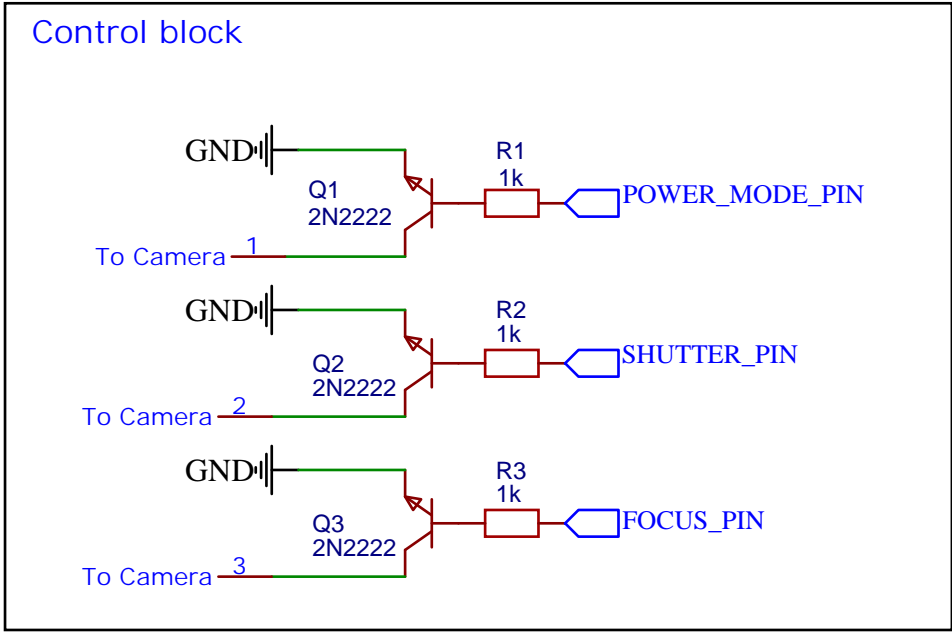 Control block
GND
R1
1k
Q1
2N2222
POWER_MODE_PIN
To Camera 1
GND
R2
1k
Q2
2N2222
SHUTTER_PIN
To Camera 2
GND
R3
1k
Q3
2N2222
FOCUS_PIN
To Camera 3